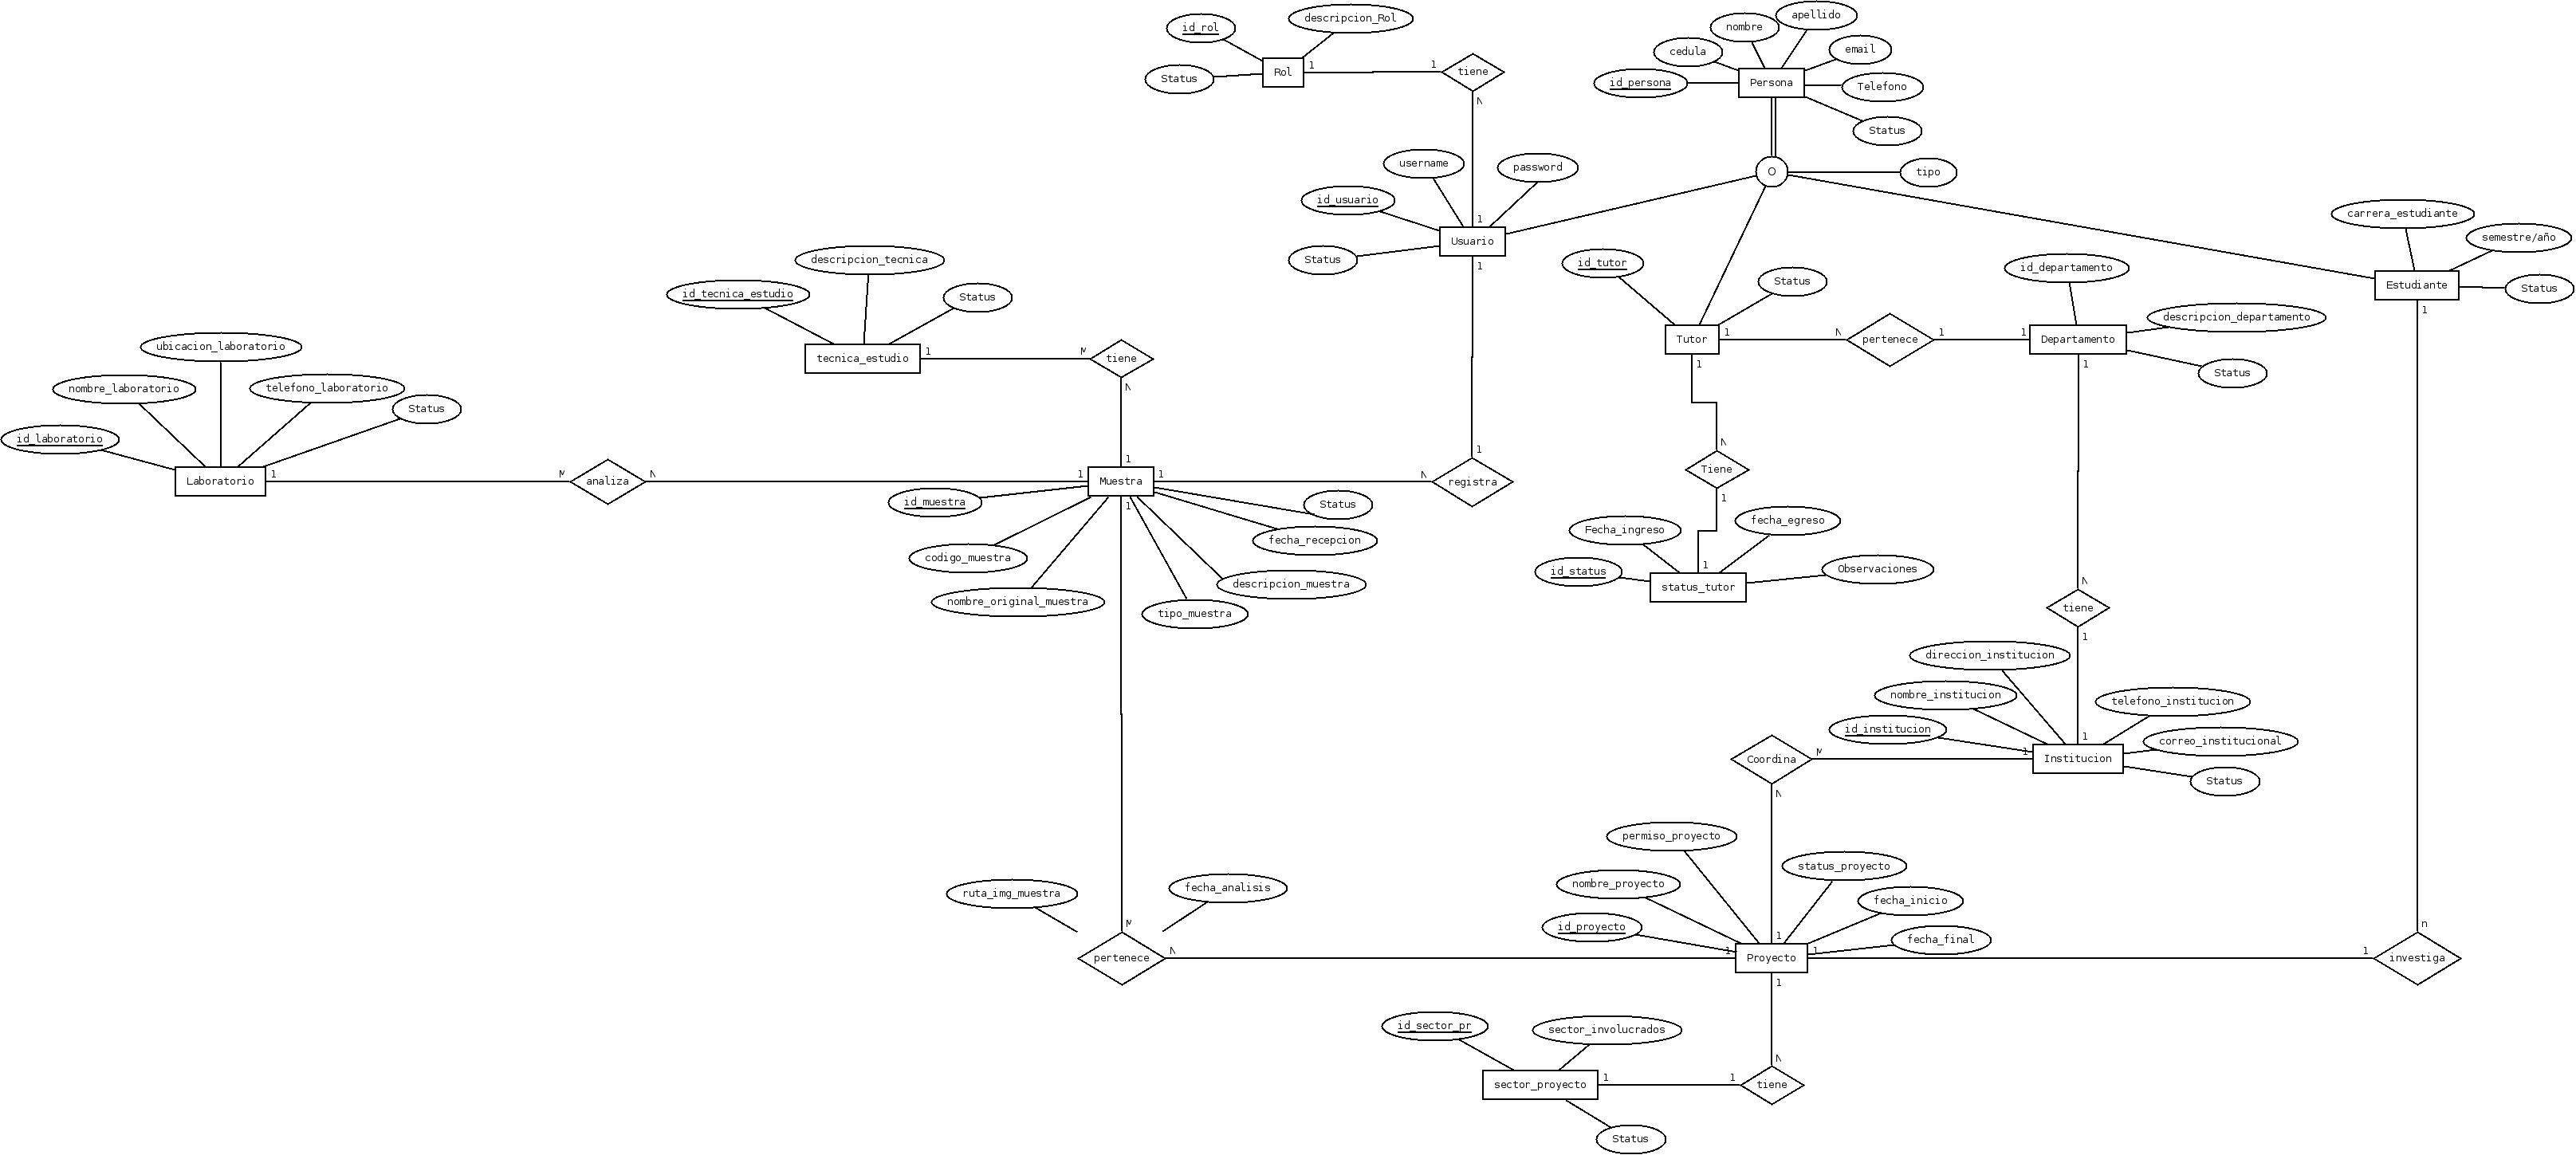 apellido
descripcion_Rol
id_rol
nombre
cedula
email
Rol
1
1
tiene
Status
id_persona
Persona
Telefono
N
Status
username
password
O
tipo
id_usuario
1
carrera_estudiante
Usuario
semestre/año
Status
1
descripcion_tecnica
id_tutor
id_departamento
Status
Estudiante
Status
id_tecnica_estudio
Status
1
descripcion_departamento
ubicacion_laboratorio
tecnica_estudio
1
M
tiene
N
Tutor
1
N
pertenece
1
1
Departamento
1
1
Status
nombre_laboratorio
telefono_laboratorio
Status
id_laboratorio
N
1
1
Tiene
1
Laboratorio
1
M
analiza
N
1
Muestra
1
N
registra
1
id_muestra
Status
Fecha_ingreso
fecha_egreso
codigo_muestra
fecha_recepcion
1
id_status
Observaciones
descripcion_muestra
status_tutor
nombre_original_muestra
tipo_muestra
N
tiene
1
direccion_institucion
nombre_institucion
telefono_institucion
id_institucion
1
correo_institucional
Coordina
M
1
Institucion
Status
N
permiso_proyecto
status_proyecto
ruta_img_muestra
fecha_analisis
nombre_proyecto
fecha_inicio
M
id_proyecto
1
fecha_final
n
pertenece
N
1
Proyecto
1
1
investiga
1
id_sector_pr
sector_involucrados
N
sector_proyecto
1
1
tiene
Status